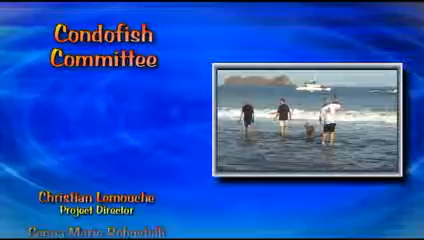 Condofish
Committee
Christian Lemouche
Project Director